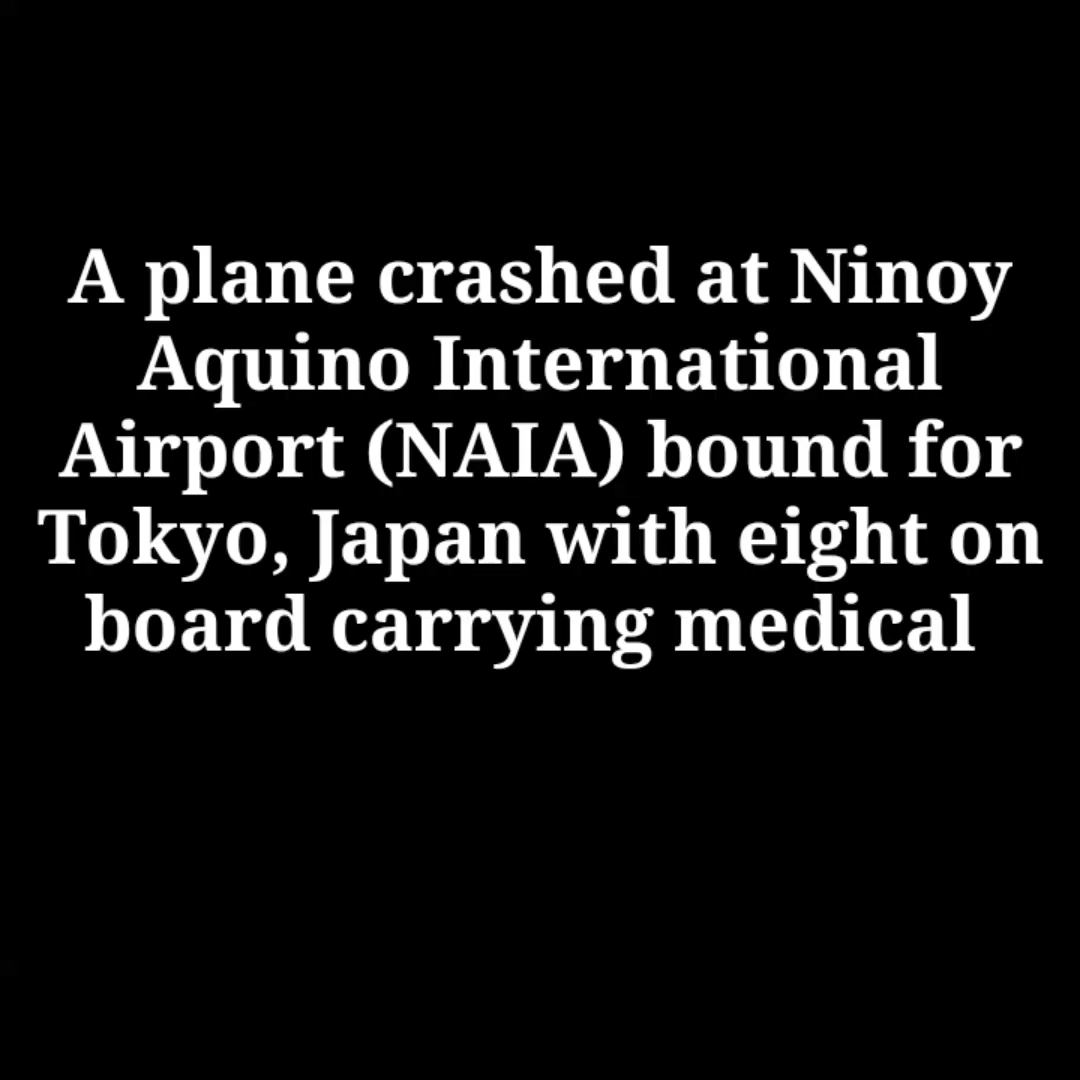 A plane crashed at Ninoy
Aquino International
Airport (NAIA) bound for
Tokyo, Japan with eight on
board carrying medical